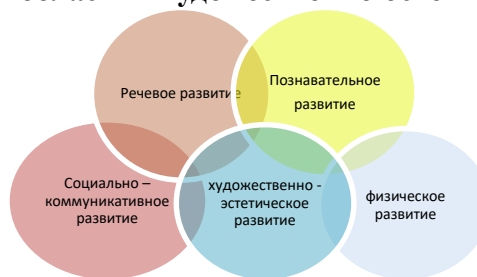 Речевое развитие
Познавательное
развитие
Социально –
коммуникативное
развитие
художественно -
эстетическое
развитие
физическое
развитие